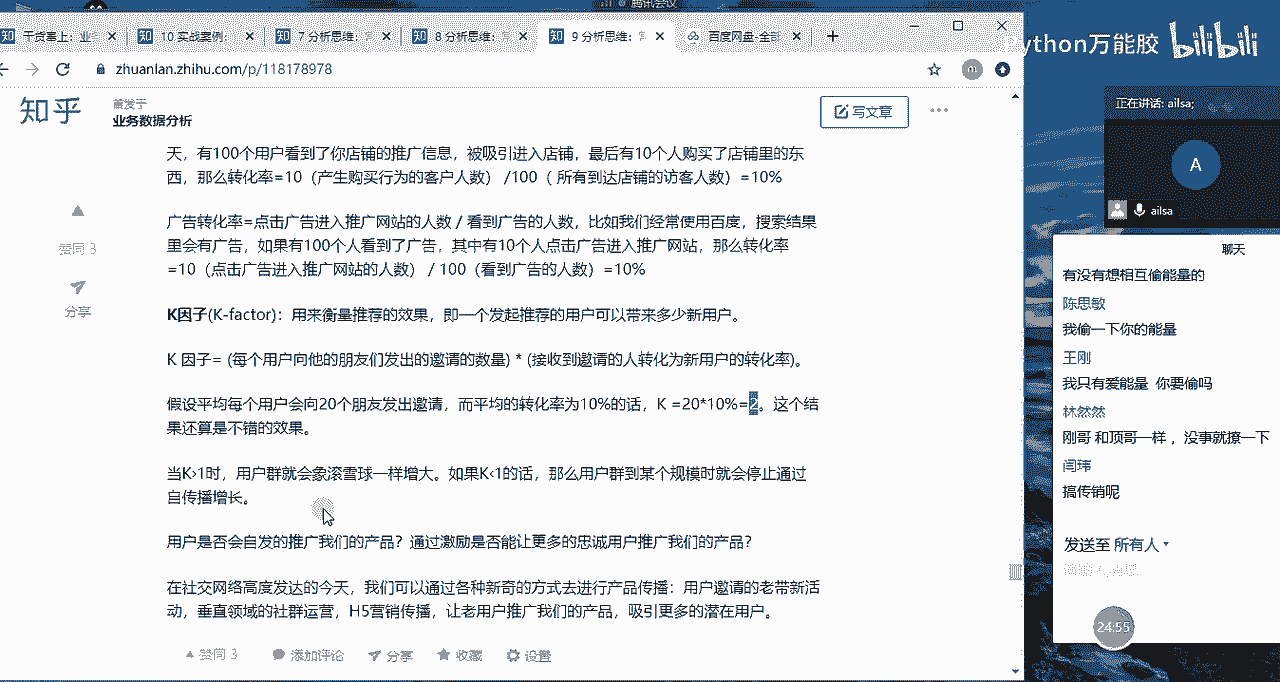 腾讯会议
干货塞上：业
10 实战案例：
7 分析思维：
8 分析思维：
9 分析思维：
百度网盘-全部
zhuanlan.zhihu.com/p/118178978
m
ython万能胶 bilibili
知乎
业务数据分析
写文章
正在讲话: ailsa;
A
ailsa
天，有100个用户看到了你店铺的推广信息，被吸引进入店铺，最后有10个人购买了店铺里的东
西，那么转化率=10（产生购买行为的客户人数） /100（ 所有到达店铺的访客人数）=10%
广告转化率=点击广告进入推广网站的人数 / 看到广告的人数，比如我们经常使用百度，搜索结果
里会有广告，如果有100个人看到了广告，其中有10个人点击广告进入推广网站，那么转化率
=10（点击广告进入推广网站的人数） / 100（看到广告的人数）=10%
K因子(K-factor)：用来衡量推荐的效果，即一个发起推荐的用户可以带来多少新用户。
K 因子= (每个用户向他的朋友们发出的邀请的数量) * (接收到邀请的人转化为新用户的转化率)。
假设平均每个用户会向20个朋友发出邀请，而平均的转化率为10%的话，K =20*10%=2。这个结
果还算是不错的效果。
当K>1时，用户群就会象滚雪球一样增大。如果K<1的话，那么用户群到某个规模时就会停止通过
自传播增长。
用户是否会自发的推广我们的产品？通过激励是否能让更多的忠诚用户推广我们的产品？
在社交网络高度发达的今天，我们可以通过各种新奇的方式去进行产品传播：用户邀请的老带新活
动，垂直领域的社群运营，H5营销传播，让老用户推广我们的产品，吸引更多的潜在用户。
赞同 3
分享
赞同 3 添加评论 分享 收藏 设置
聊天
有没有想相互偷能量的
陈思敏
我偷一下你的能量
王刚
我只有爱能量 你要偷吗
林然然
刚哥 和顶哥一样 ，没事就撩一下
闫玮
搞传销呢
发送至 所有人
24:55